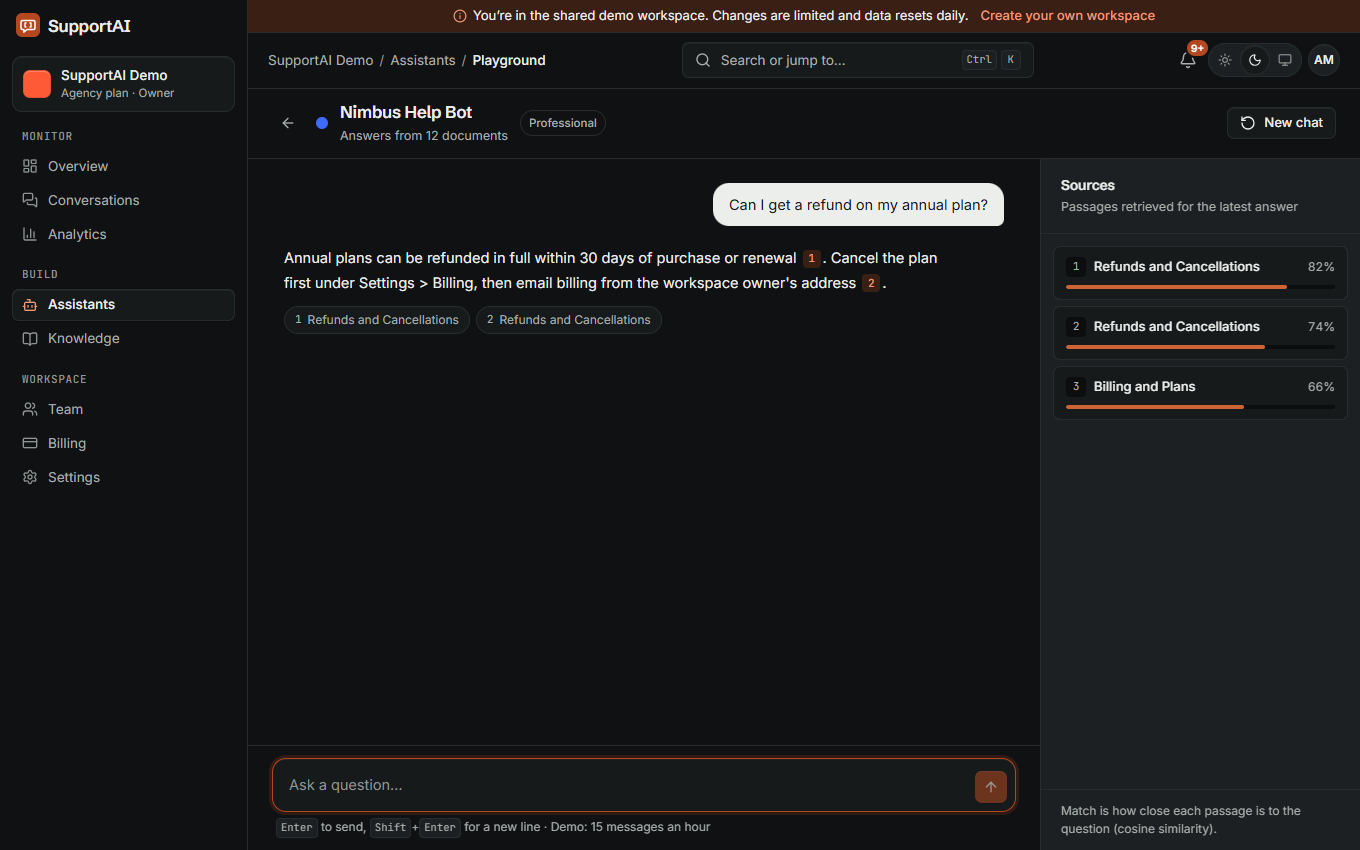 SupportAI
You're in the shared demo workspace. Changes are limited and data resets daily. Create your own workspace
SupportAI Demo
Agency plan · Owner
MONITOR
Overview
Conversations
Analytics
BUILD
Assistants
Knowledge
WORKSPACE
Team
Billing
Settings
SupportAI Demo / Assistants / Playground
Search or jump to... Ctrl K
9+
AM
Nimbus Help Bot
Answers from 12 documents
Professional
New chat
Can I get a refund on my annual plan?
Annual plans can be refunded in full within 30 days of purchase or renewal 1. Cancel the plan
first under Settings > Billing, then email billing from the workspace owner's address 2.
1 Refunds and Cancellations 2 Refunds and Cancellations
Ask a question...
Enter to send, Shift + Enter for a new line · Demo: 15 messages an hour
Sources
Passages retrieved for the latest answer
1 Refunds and Cancellations 82%
2 Refunds and Cancellations 74%
3 Billing and Plans 66%
Match is how close each passage is to the
question (cosine similarity).